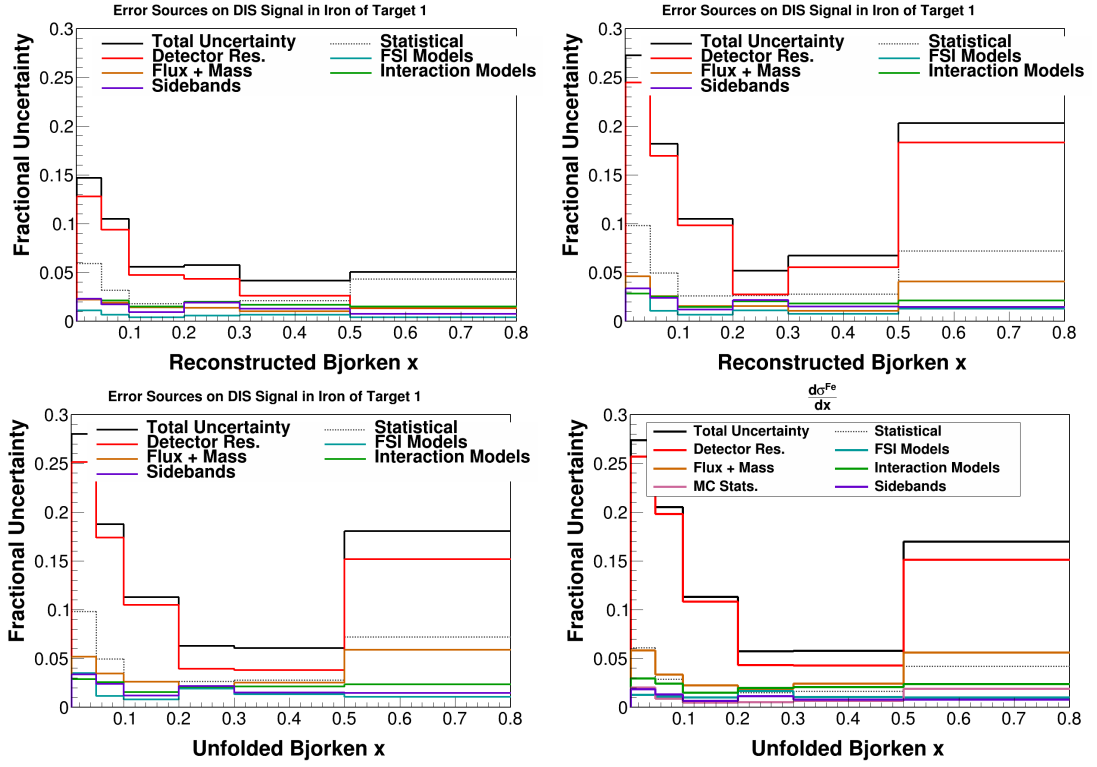 Error Sources on DIS Signal in Iron of Target 1
Fractional Uncertainty
0.3
0.25
0.2
0.15
0.1
0.05
0
Total Uncertainty
Detector Res.
Flux + Mass
Sidebands
Statistical
FSI Models
Interaction Models
0.1 0.2 0.3 0.4 0.5 0.6 0.7 0.8
Reconstructed Bjorken x
Error Sources on DIS Signal in Iron of Target 1
Fractional Uncertainty
0.3
0.25
0.2
0.15
0.1
0.05
0
Total Uncertainty
Detector Res.
Flux + Mass
Sidebands
Statistical
FSI Models
Interaction Models
0.1 0.2 0.3 0.4 0.5 0.6 0.7 0.8
Reconstructed Bjorken x
Error Sources on DIS Signal in Iron of Target 1
Fractional Uncertainty
0.3
0.25
0.2
0.15
0.1
0.05
0
Total Uncertainty
Detector Res.
Flux + Mass
Sidebands
Statistical
FSI Models
Interaction Models
0.1 0.2 0.3 0.4 0.5 0.6 0.7 0.8
Unfolded Bjorken x
dσ^Fe
dx
Fractional Uncertainty
0.3
0.25
0.2
0.15
0.1
0.05
0
Total Uncertainty
Detector Res.
Flux + Mass
MC Stats.
Statistical
FSI Models
Interaction Models
Sidebands
0.1 0.2 0.3 0.4 0.5 0.6 0.7 0.8
Unfolded Bjorken x